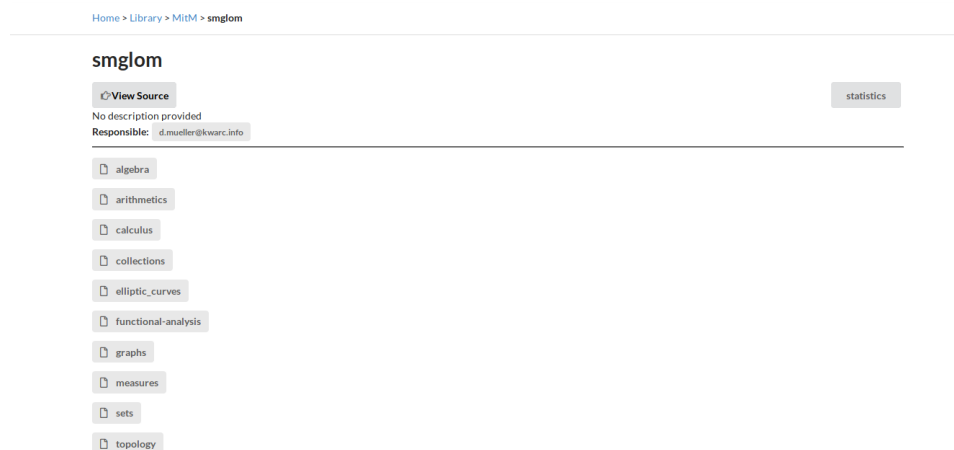 Home > Library > MitM > smglom
smglom
View Source
statistics
No description provided
Responsible: d.mueller@kwarc.info
algebra
arithmetics
calculus
collections
elliptic_curves
functional-analysis
graphs
measures
sets
topology